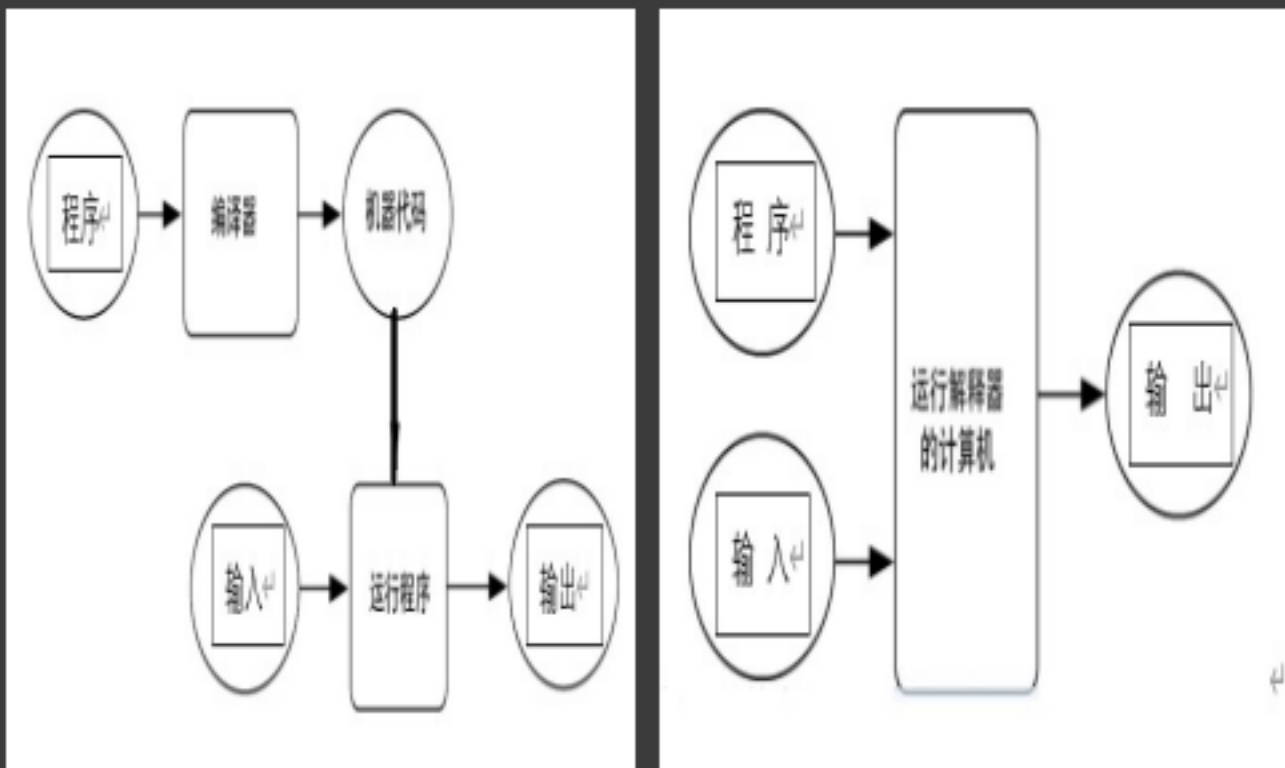 程序
编译器
机器代码
输入
运行程序
输出
程 序
输 入
运行解释器
的计算机
输 出